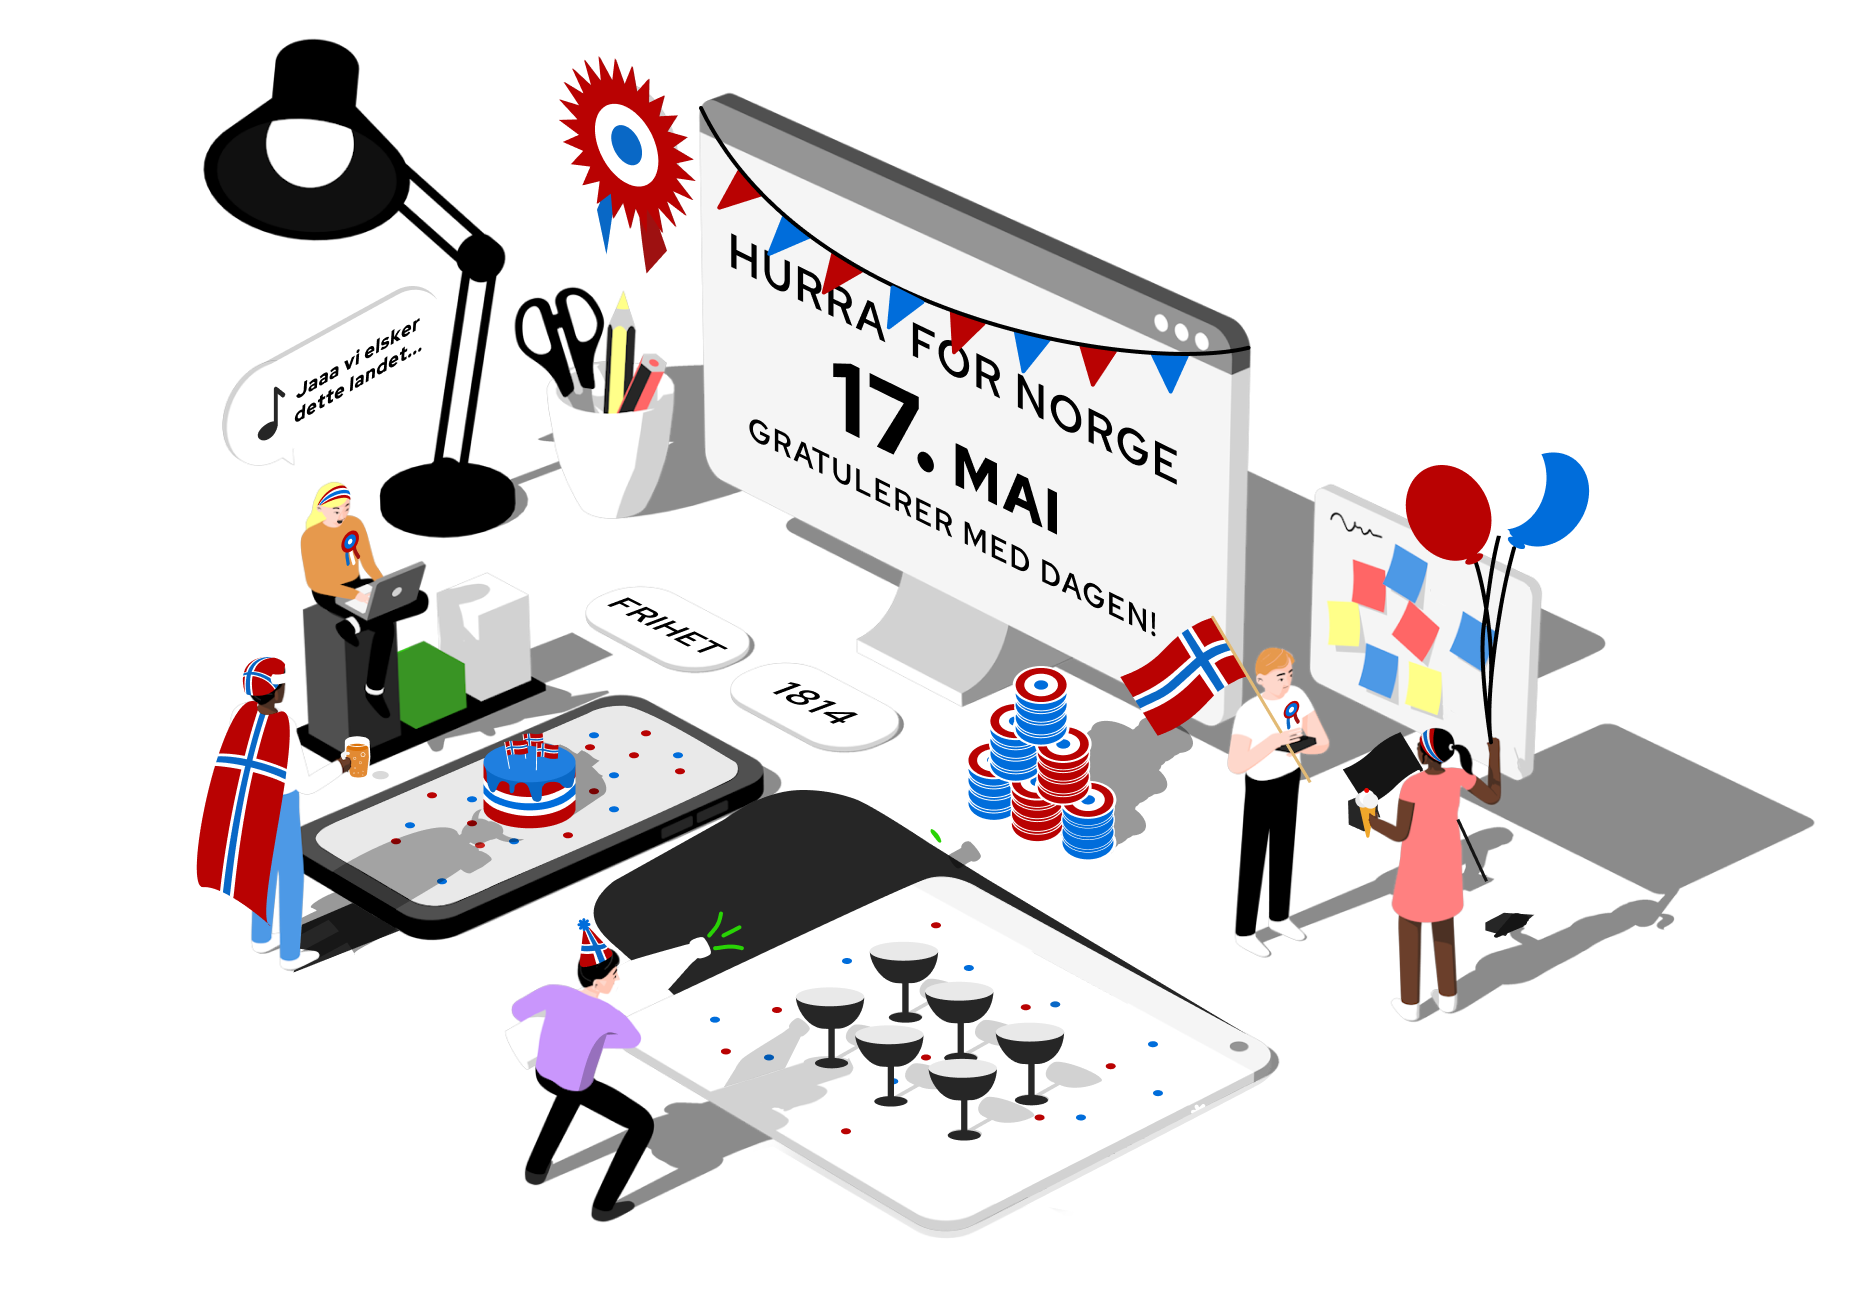 HURRA FOR NORGE
17. MAI
GRATULERER MED DAGEN!
Jaaa vi elsker
dette landet...
FRIHET
1814